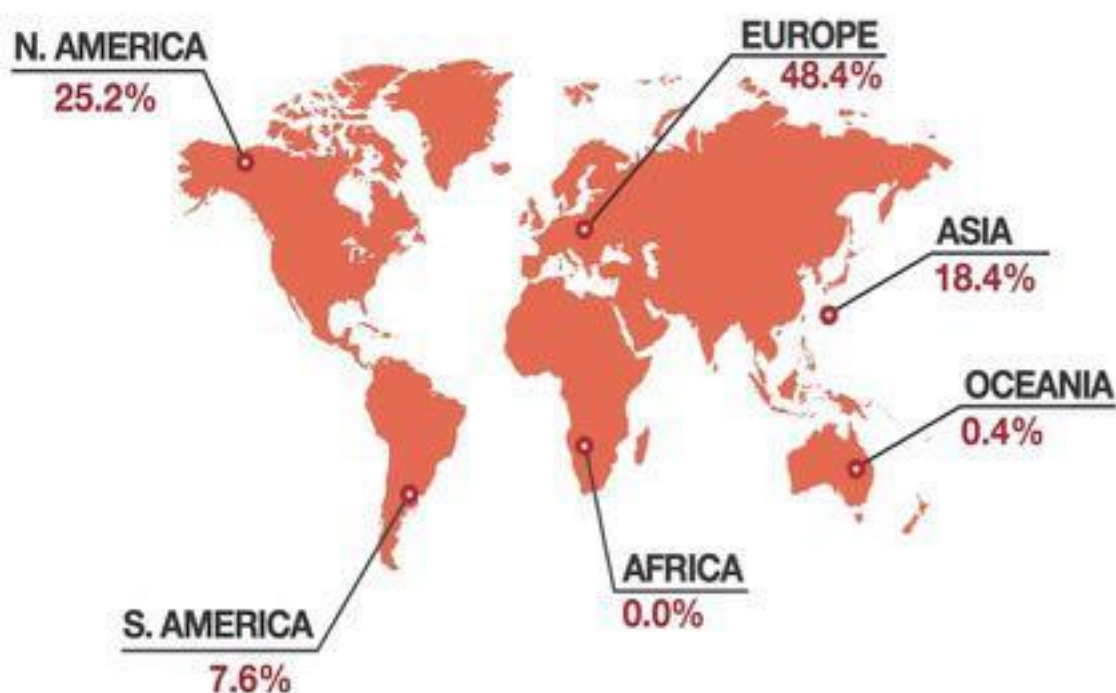 N. AMERICA
25.2%
EUROPE
48.4%
ASIA
18.4%
OCEANIA
0.4%
AFRICA
0.0%
S. AMERICA
7.6%